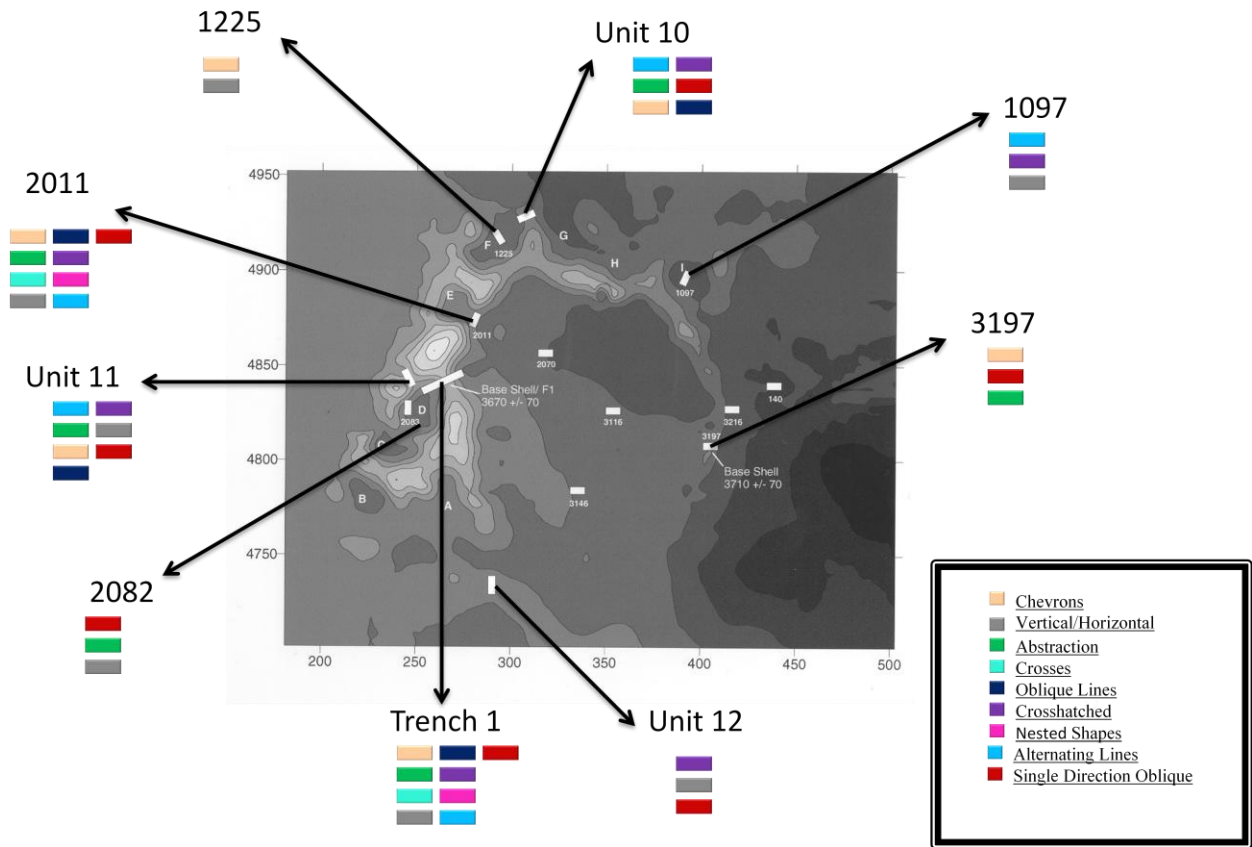 1225
Unit 10
1097
2011
3197
Unit 11
2082
Trench 1
Unit 12
4950
4900
4850
4800
4750
200
250
300
350
400
450
500
F
1225
G
H
I
1097
E
2011
2070
Base Shell/ F1
3670 +/- 70
D
2083
C
B
A
3116
140
3216
3197
Base Shell
3710 +/- 70
3146
Chevrons
Vertical/Horizontal
Abstraction
Crosses
Oblique Lines
Crosshatched
Nested Shapes
Alternating Lines
Single Direction Oblique